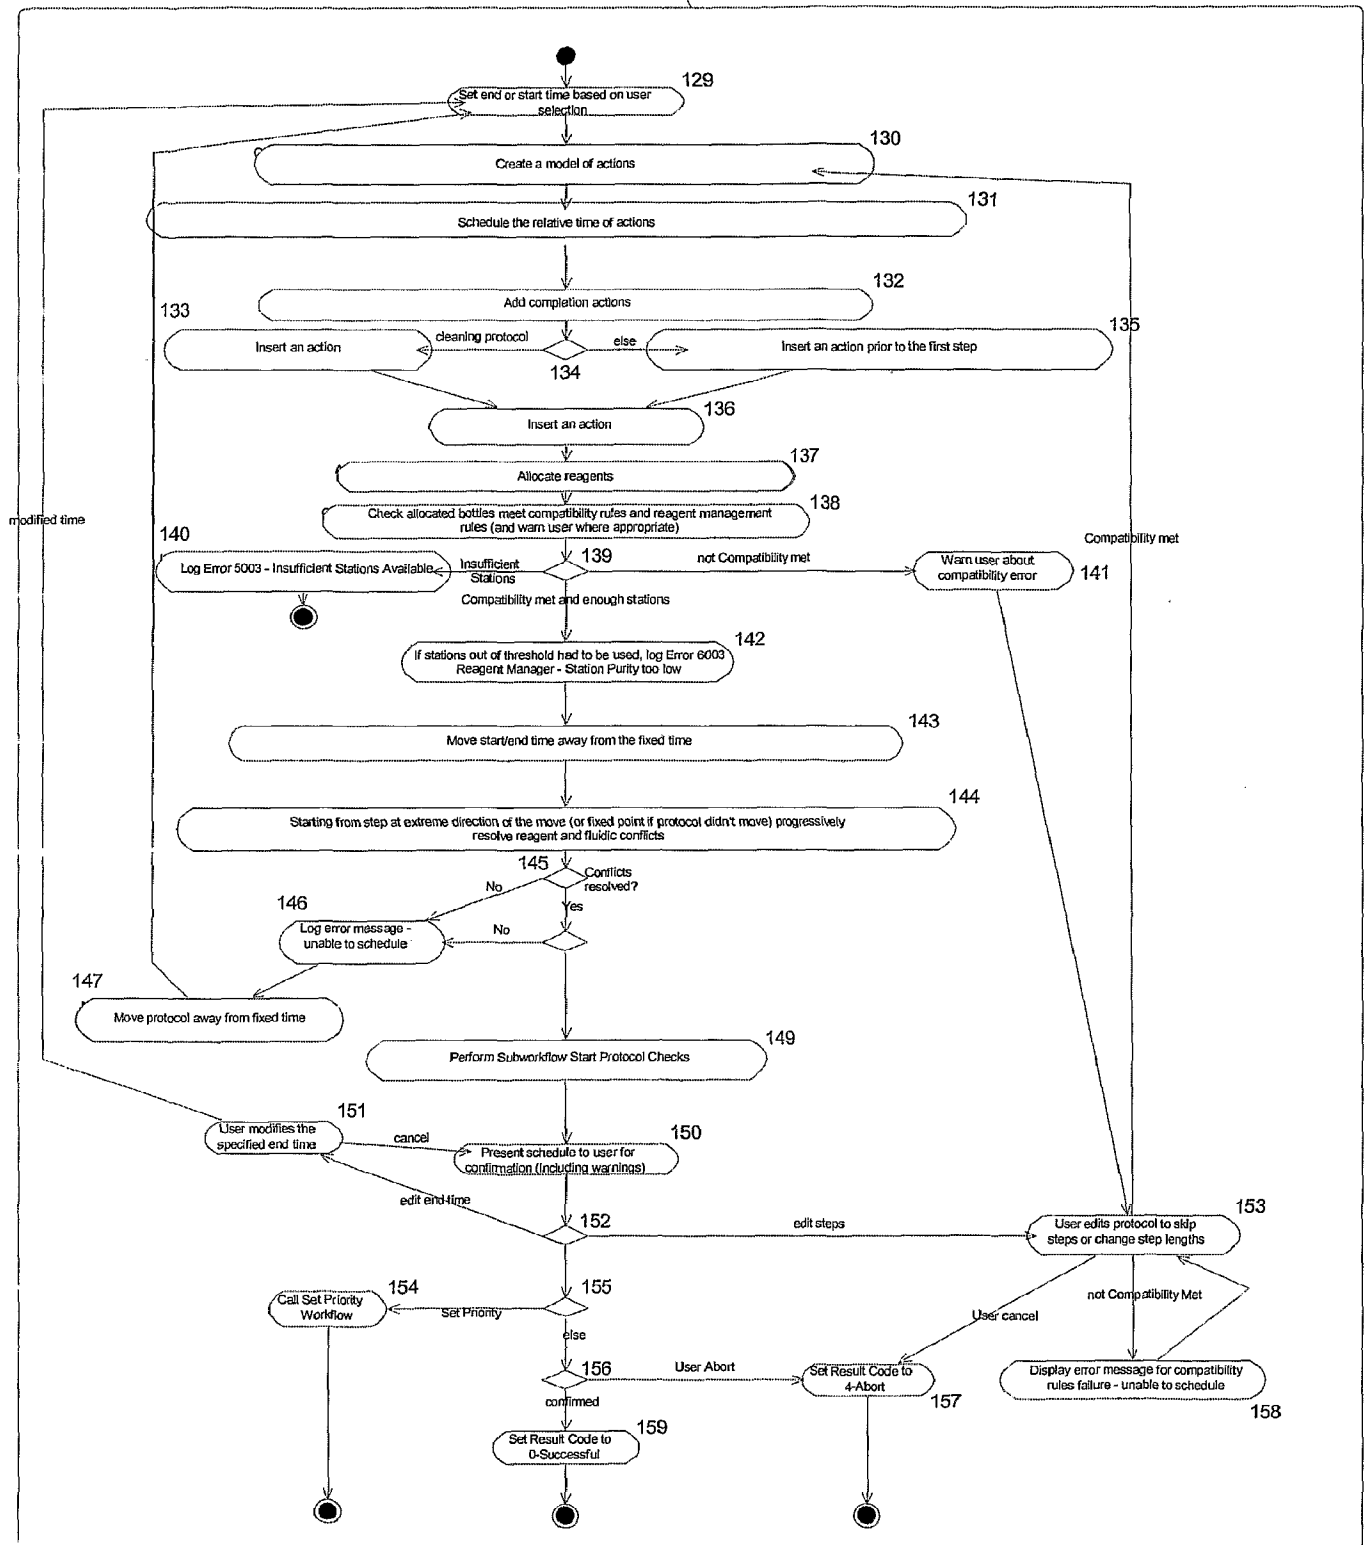 129
Set end or start time based on user
selection
130
Create a model of actions
131
Schedule the relative time of actions
132
Add completion actions
133
Insert an action
cleaning protocol
134
else
135
Insert an action prior to the first step
136
Insert an action
137
Allocate reagents
138
Check allocated bottles meet compatibility rules and reagent management
rules (and warn user where appropriate)
modified time
140
Log Error 5003 - Insufficient Stations Available
Insufficient
Stations
139
not Compatibility met
Warn user about
compatibility error
141
Compatibility met
Compatibility met and enough stations
142
If stations out of threshold had to be used, log Error 6003
Reagent Manager - Station Purity too low
143
Move start/end time away from the fixed time
144
Starting from step at extreme direction of the move (or fixed point if protocol didn't move) progressively
resolve reagent and fluidic conflicts
145
Conflicts
resolved?
No
Yes
146
Log error message -
unable to schedule
No
147
Move protocol away from fixed time
149
Perform Subworkflow Start Protocol Checks
151
User modifies the
specified end time
cancel
150
Present schedule to user for
confirmation (including warnings)
edit end time
152
edit steps
153
User edits protocol to skip
steps or change step lengths
154
Call Set Priority
Workflow
Set Priority
155
else
User cancel
not Compatibility Met
156
User Abort
confirmed
Set Result Code to
4-Abort
157
Display error message for compatibility
rules failure - unable to schedule
158
159
Set Result Code to
0-Successful